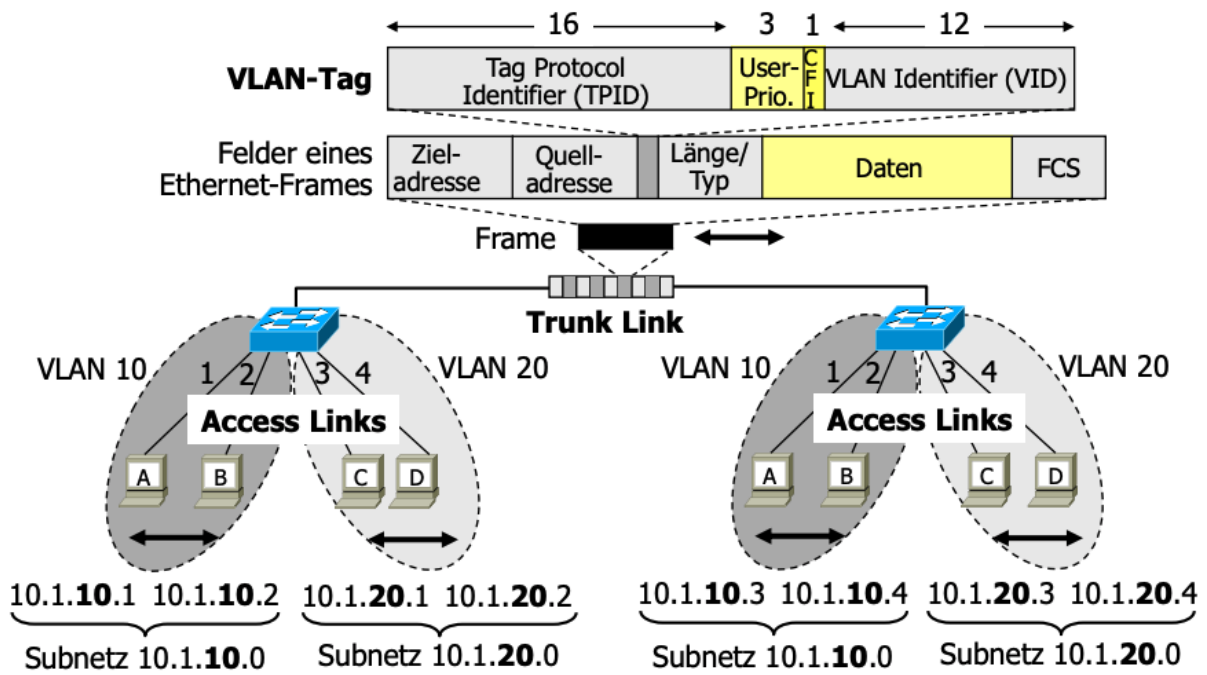 16 3 1 12
VLAN-Tag
Tag Protocol
Identifier (TPID)
User-
Prio.
C
F
I
VLAN Identifier (VID)
Felder eines
Ethernet-Frames
Ziel-
adresse
Quell-
adresse
Länge/
Typ
Daten
FCS
Frame
Trunk Link
VLAN 10
1 2 3 4
VLAN 20
Access Links
A B C D
VLAN 10
1 2 3 4
VLAN 20
Access Links
A B C D
10.1.10.1 10.1.10.2 10.1.20.1 10.1.20.2
10.1.10.3 10.1.10.4 10.1.20.3 10.1.20.4
Subnetz 10.1.10.0 Subnetz 10.1.20.0
Subnetz 10.1.10.0 Subnetz 10.1.20.0